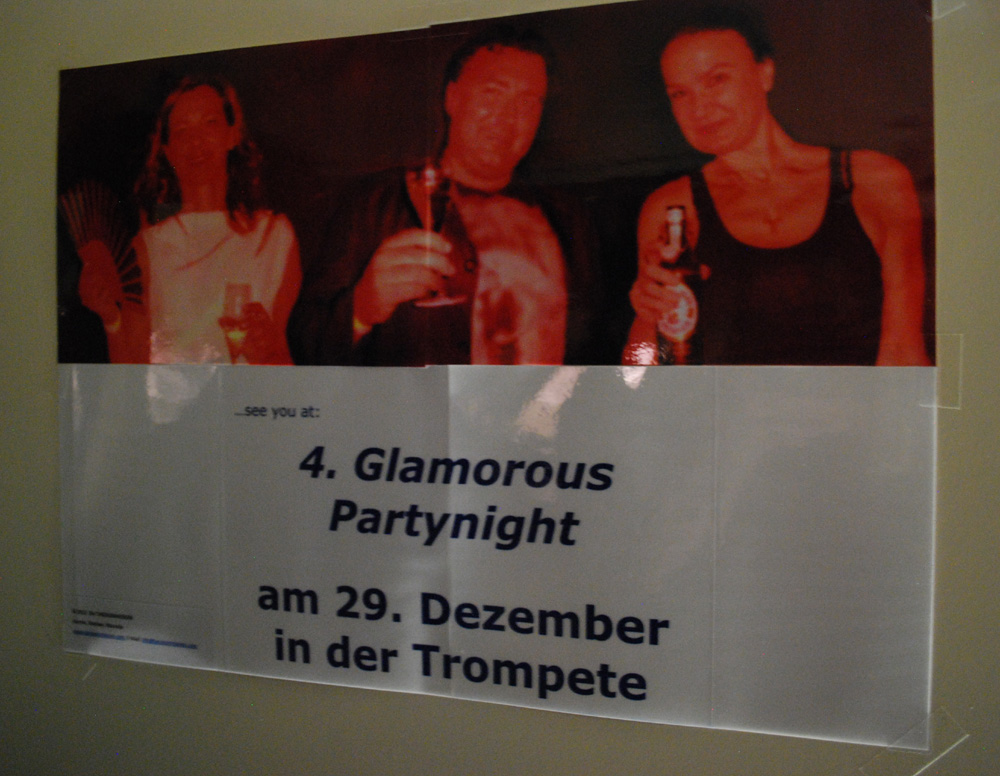 ...see you at:
4. Glamorous
Partynight
am 29. Dezember
in der Trompete